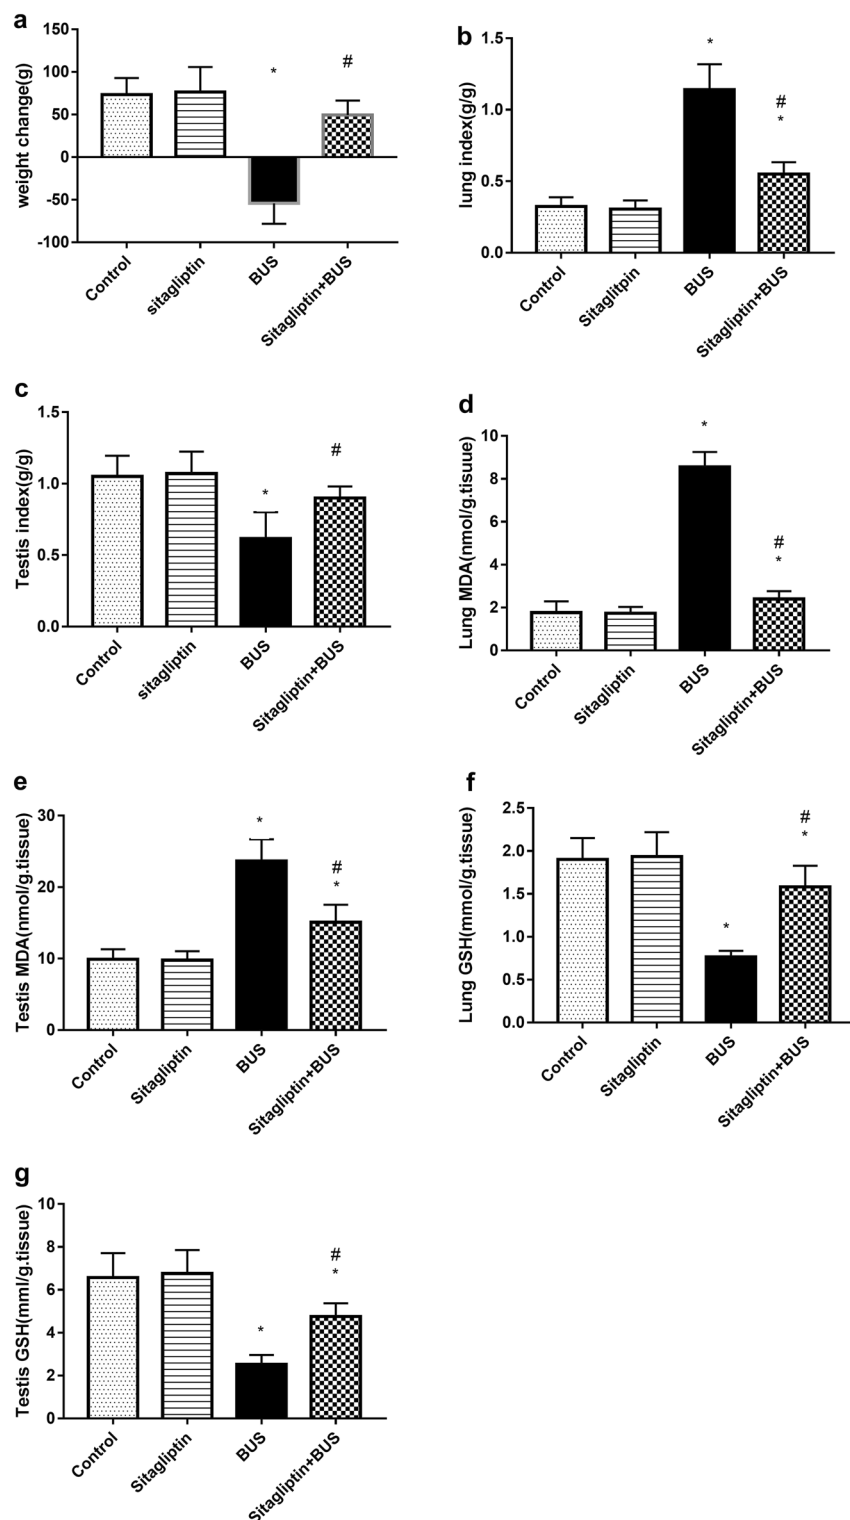 a
weight change(g)
100
50
0
-50
-100
*
#
Control
sitagliptin
BUS
Sitagliptin+BUS
b
lung index(g/g)
1.5
1.0
0.5
0.0
*
#
*
Control
Sitaglitpin
BUS
Sitagliptin+BUS
c
Testis index(g/g)
1.5
1.0
0.5
0.0
*
#
Control
sitagliptin
BUS
Sitagliptin+BUS
d
Lung MDA(nmol/g.tisuue)
10
8
6
4
2
0
*
#
*
Control
Sitagliptin
BUS
Sitagliptin+BUS
e
Testis MDA(nmol/g.tissue)
30
20
10
0
*
#
*
Control
Sitagliptin
BUS
Sitagliptin+BUS
f
Lung GSH(mmol/g.tissue)
2.5
2.0
1.5
1.0
0.5
0.0
*
#
*
Control
Sitagliptin
BUS
Sitagliptin+BUS
g
Testis GSH(mml/g.tissue)
10
8
6
4
2
0
*
#
*
Control
Sitagliptin
BUS
Sitagliptin+BUS